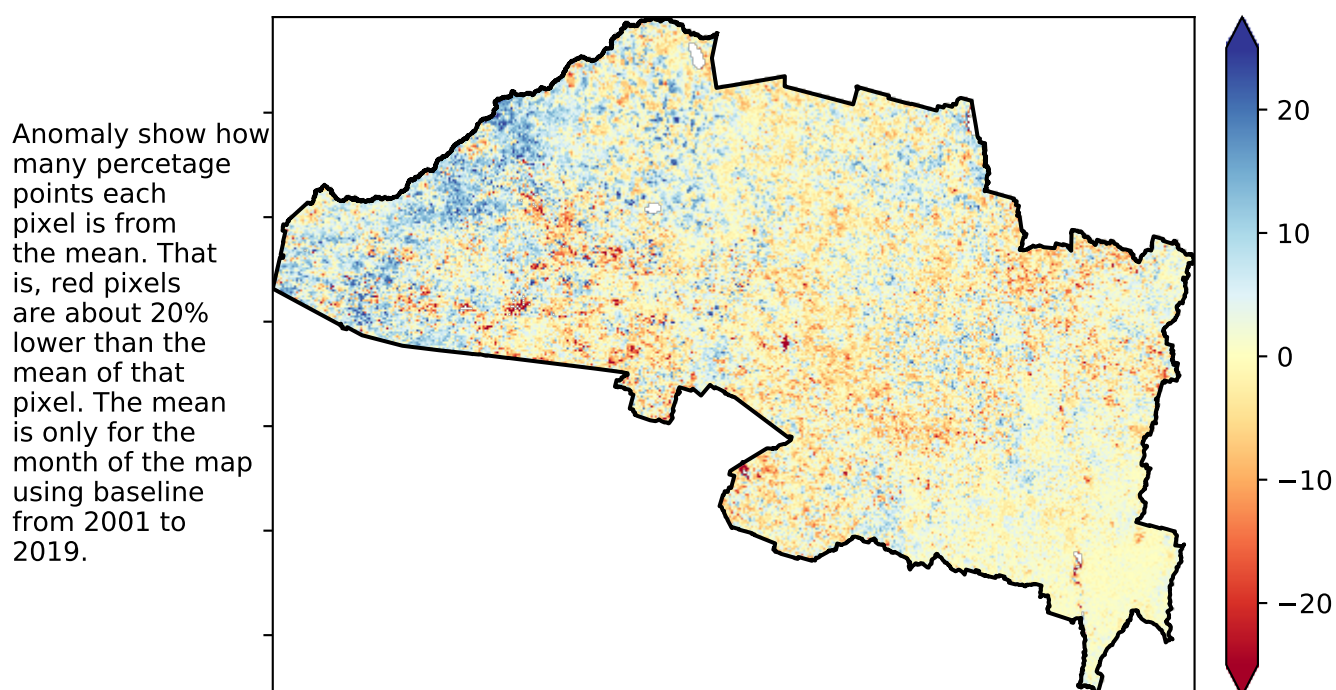 Anomaly show how
many percetage
points each
pixel is from
the mean. That
is, red pixels
are about 20%
lower than the
mean of that
pixel. The mean
is only for the
month of the map
using baseline
from 2001 to
2019.
20
10
0
−10
−20